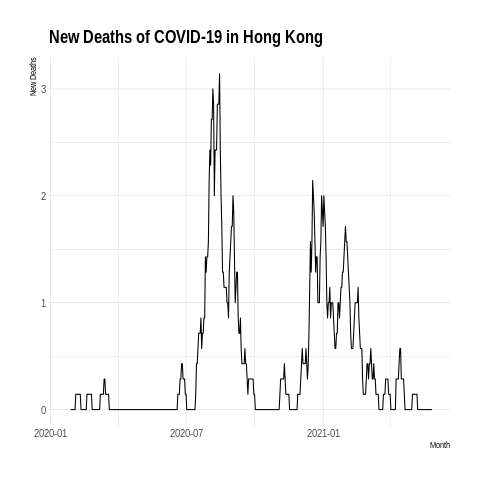 New Deaths of COVID-19 in Hong Kong
New Deaths
3
2
1
0
2020-01
2020-07
2021-01
Month